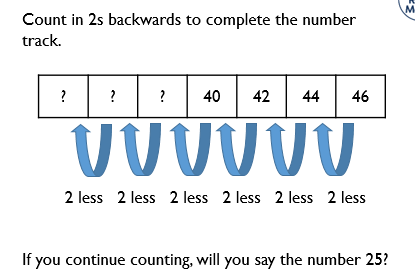 Count in 2s backwards to complete the number
track.
? ? ? 40 42 44 46
2 less 2 less 2 less 2 less 2 less 2 less
If you continue counting, will you say the number 25?